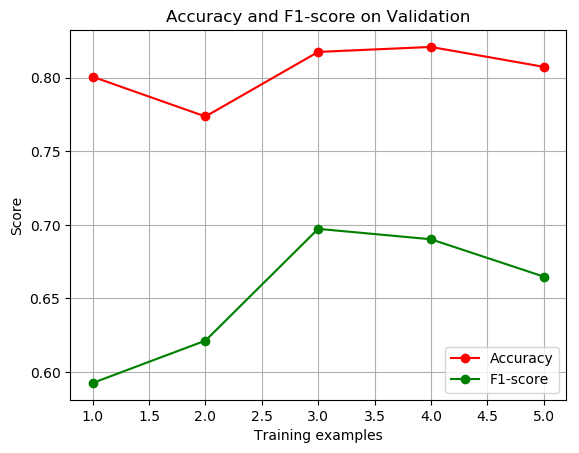 Accuracy and F1-score on Validation
0.80
0.75
0.70
0.65
0.60
Score
Accuracy
F1-score
1.0 1.5 2.0 2.5 3.0 3.5 4.0 4.5 5.0
Training examples